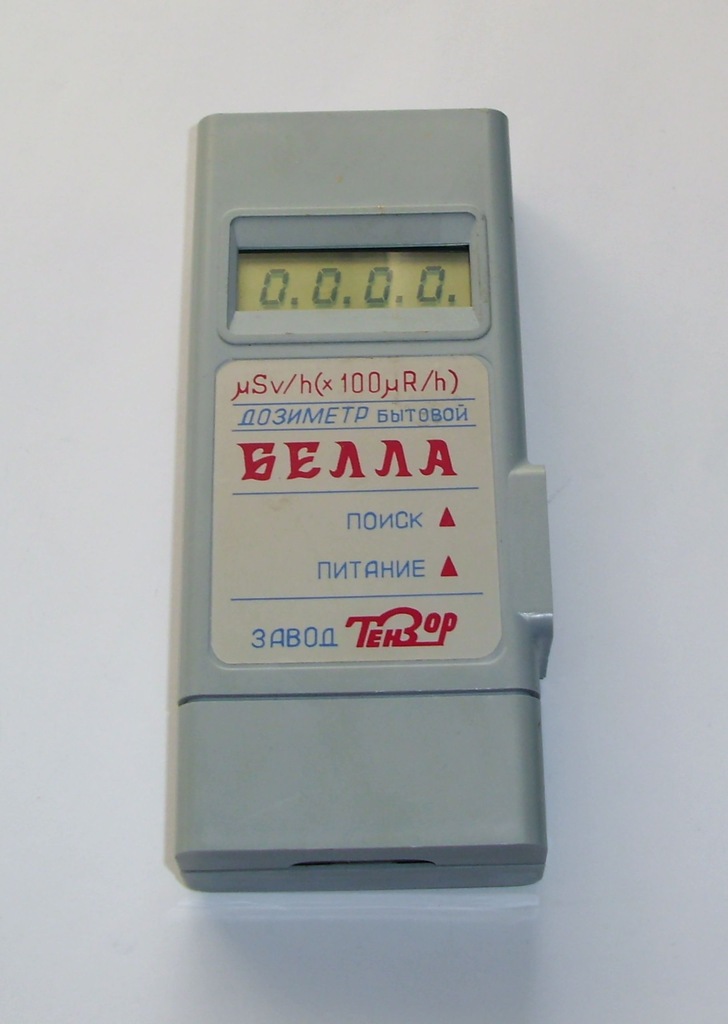 0.0.0.0.
µSv/h(×100µR/h)
ДОЗИМЕТР БЫТОВОЙ
БЕЛЛА
ПОИСК ▲
ПИТАНИЕ ▲
ЗАВОД ТЕНЗОР